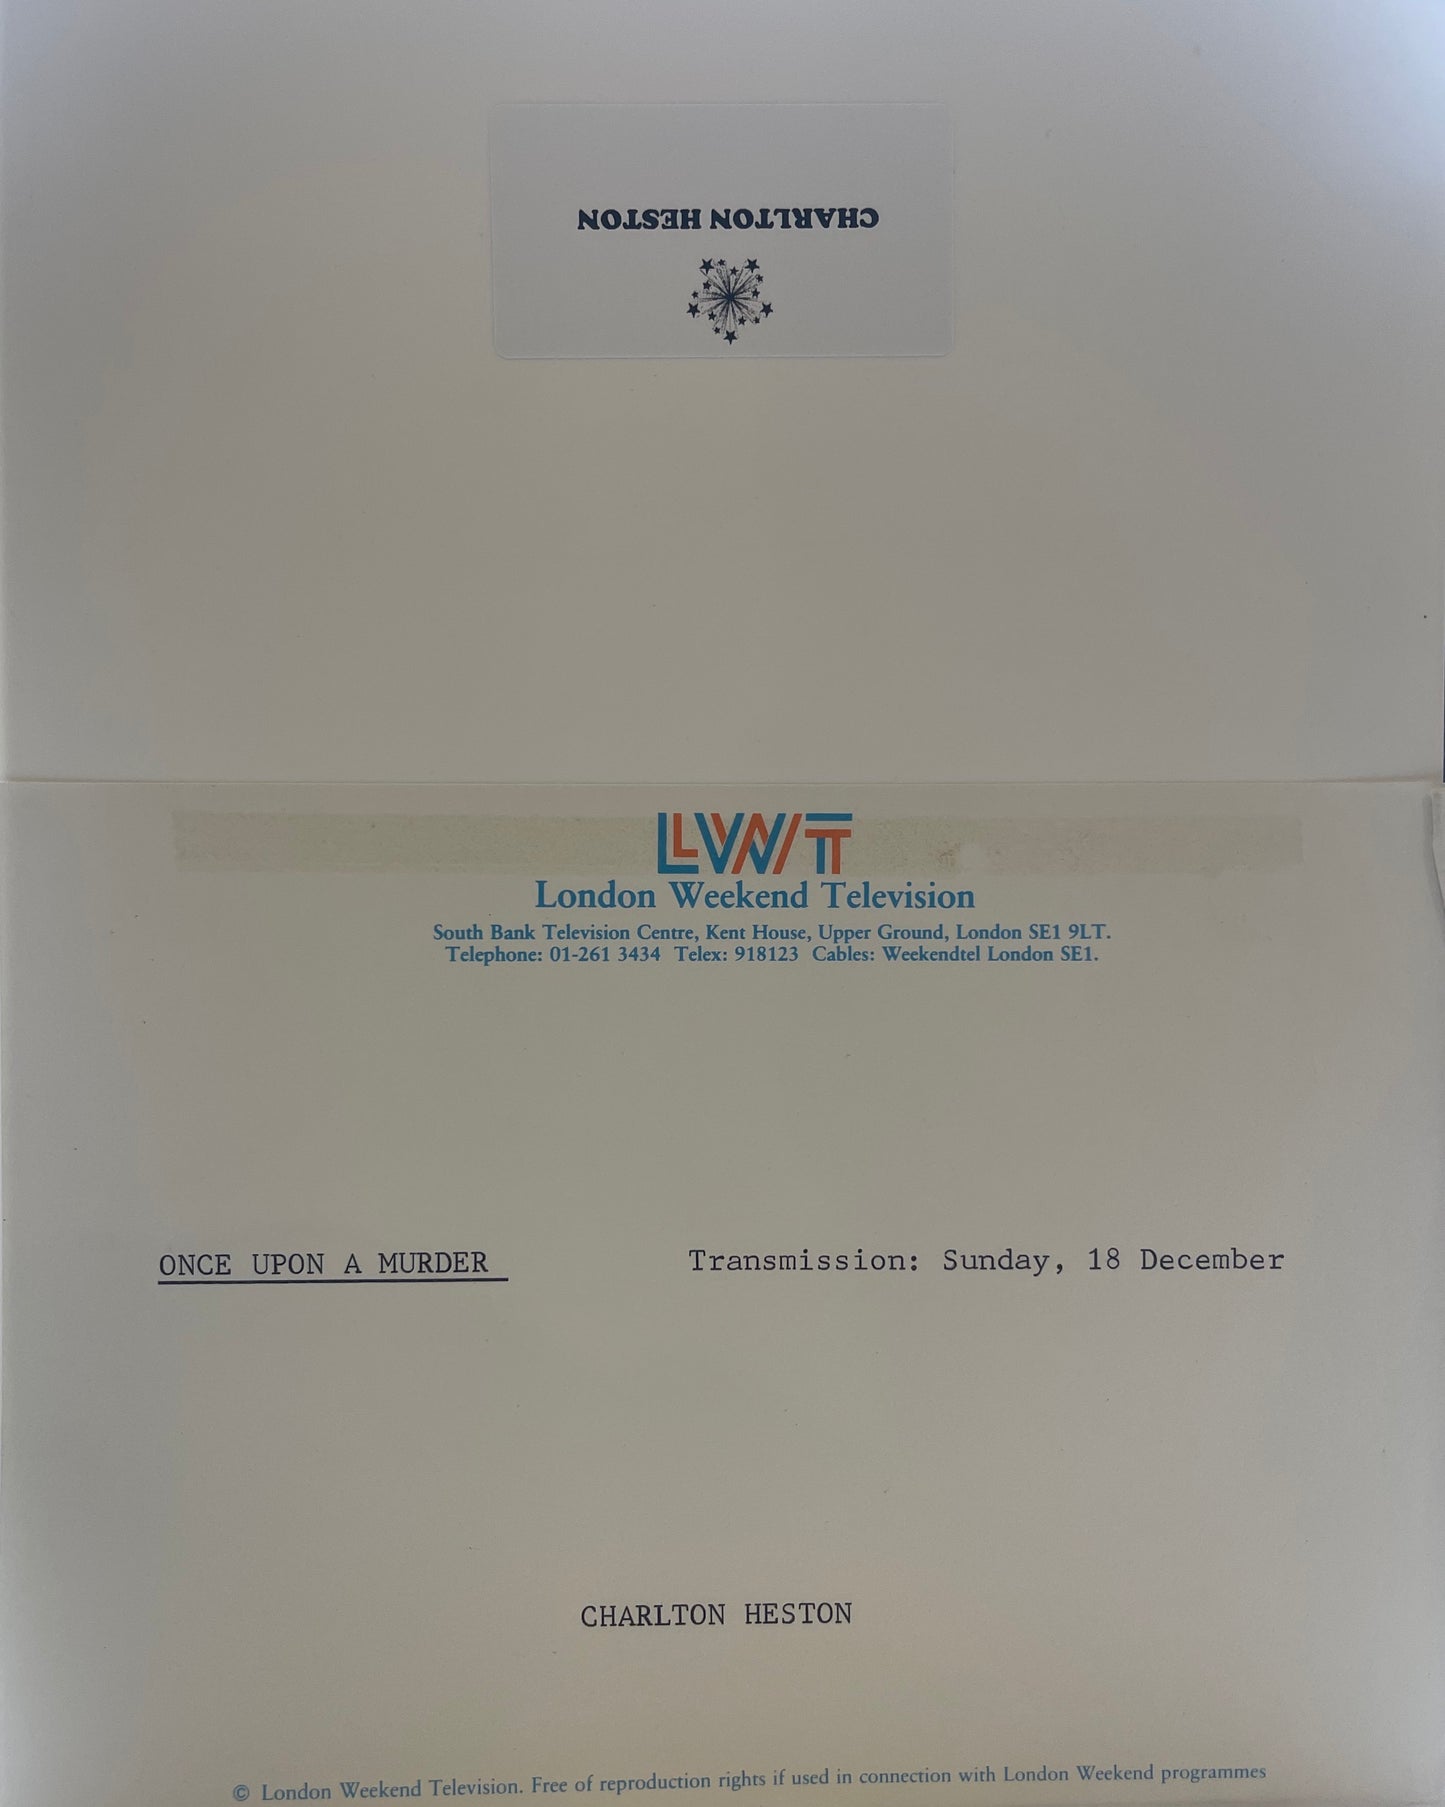 CHARLTON HESTON
LWT
London Weekend Television
South Bank Television Centre, Kent House, Upper Ground, London SE1 9LT.
Telephone: 01-261 3434 Telex: 918123 Cables: Weekendtel London SE1.
ONCE UPON A MURDER Transmission: Sunday, 18 December
CHARLTON HESTON
© London Weekend Television. Free of reproduction rights if used in connection with London Weekend programmes